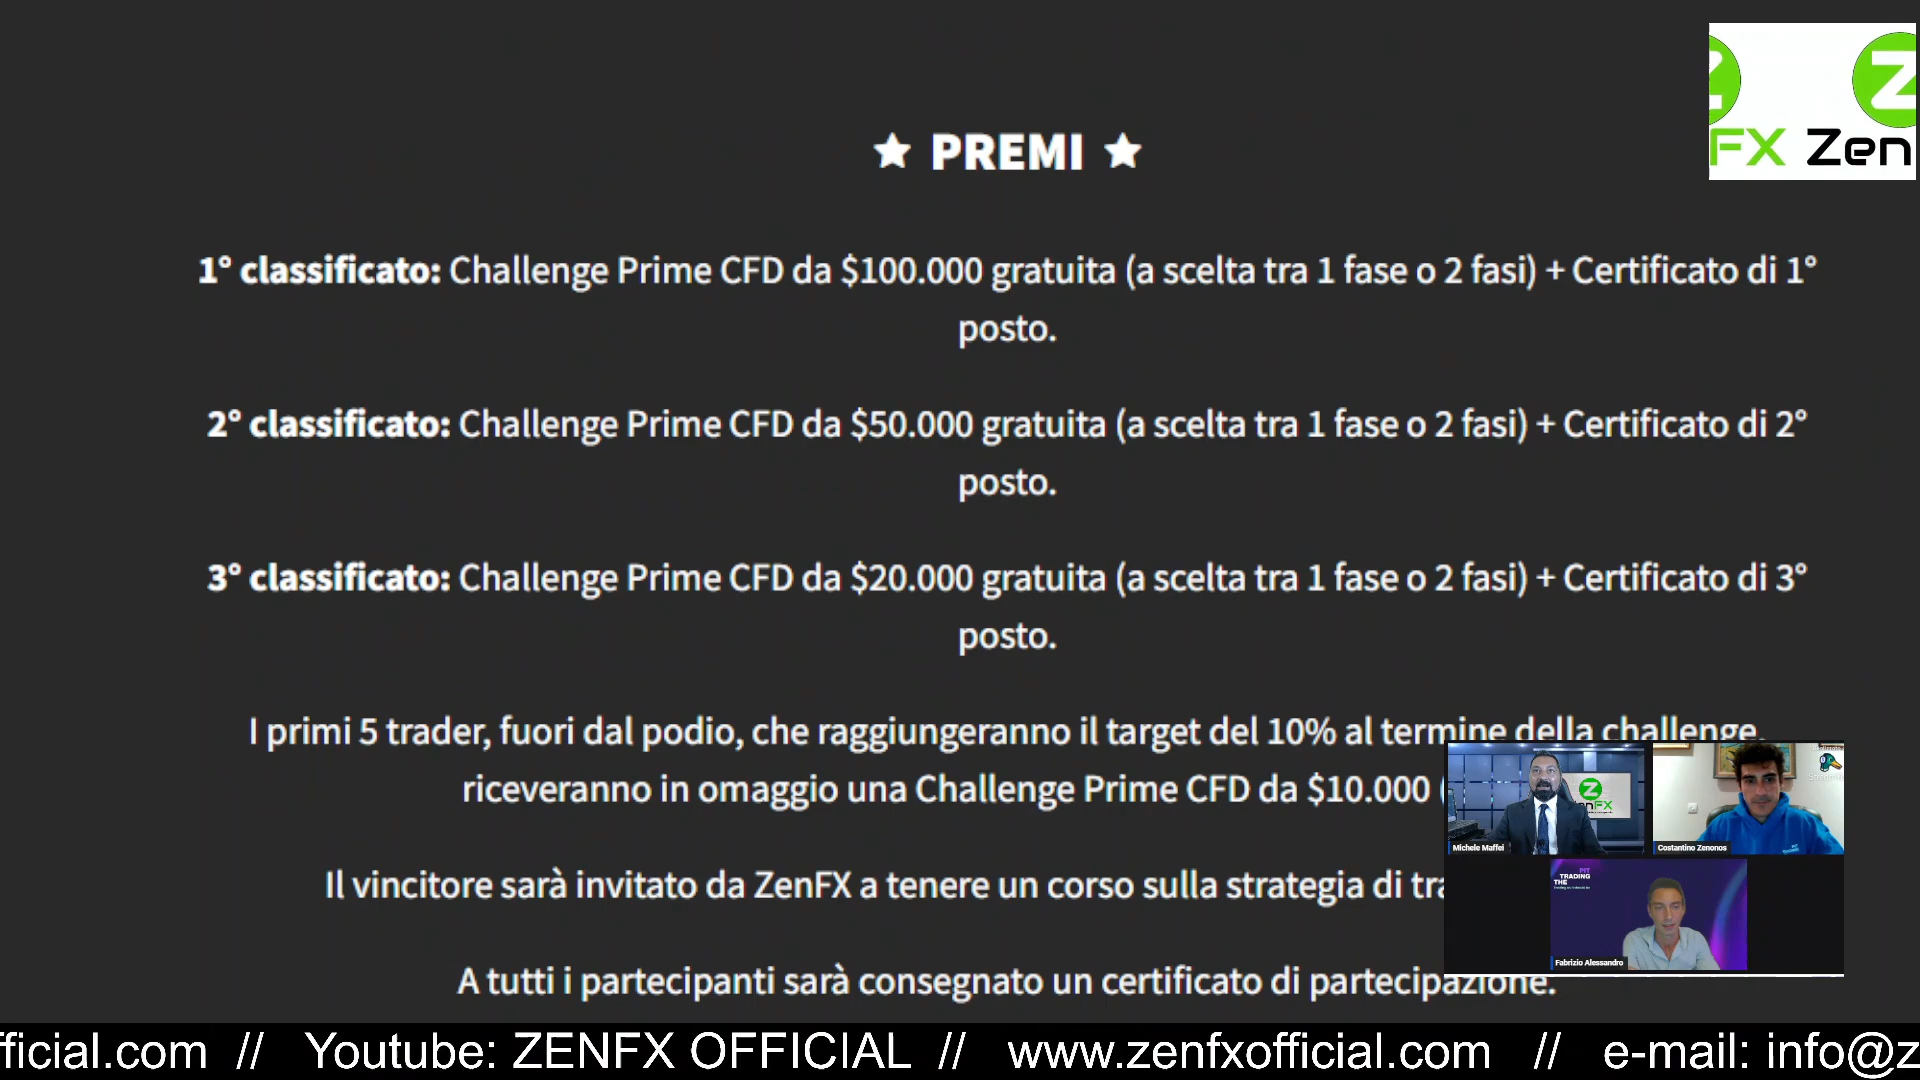 ★ PREMI ★
FX Zen
1° classificato: Challenge Prime CFD da $100.000 gratuita (a scelta tra 1 fase o 2 fasi) + Certificato di 1°
posto.
2° classificato: Challenge Prime CFD da $50.000 gratuita (a scelta tra 1 fase o 2 fasi) + Certificato di 2°
posto.
3° classificato: Challenge Prime CFD da $20.000 gratuita (a scelta tra 1 fase o 2 fasi) + Certificato di 3°
posto.
I primi 5 trader, fuori dal podio, che raggiungeranno il target del 10% al termine della challenge,
riceveranno in omaggio una Challenge Prime CFD da $10.000 (
Il vincitore sarà invitato da ZenFX a tenere un corso sulla strategia di tra
A tutti i partecipanti sarà consegnato un certificato di partecipazione.
Michele Maffei
Costantino Zenonos
PIT
TRADING
THE
Fabrizio Alessandro
fficial.com // Youtube: ZENFX OFFICIAL // www.zenfxofficial.com // e-mail: info@z